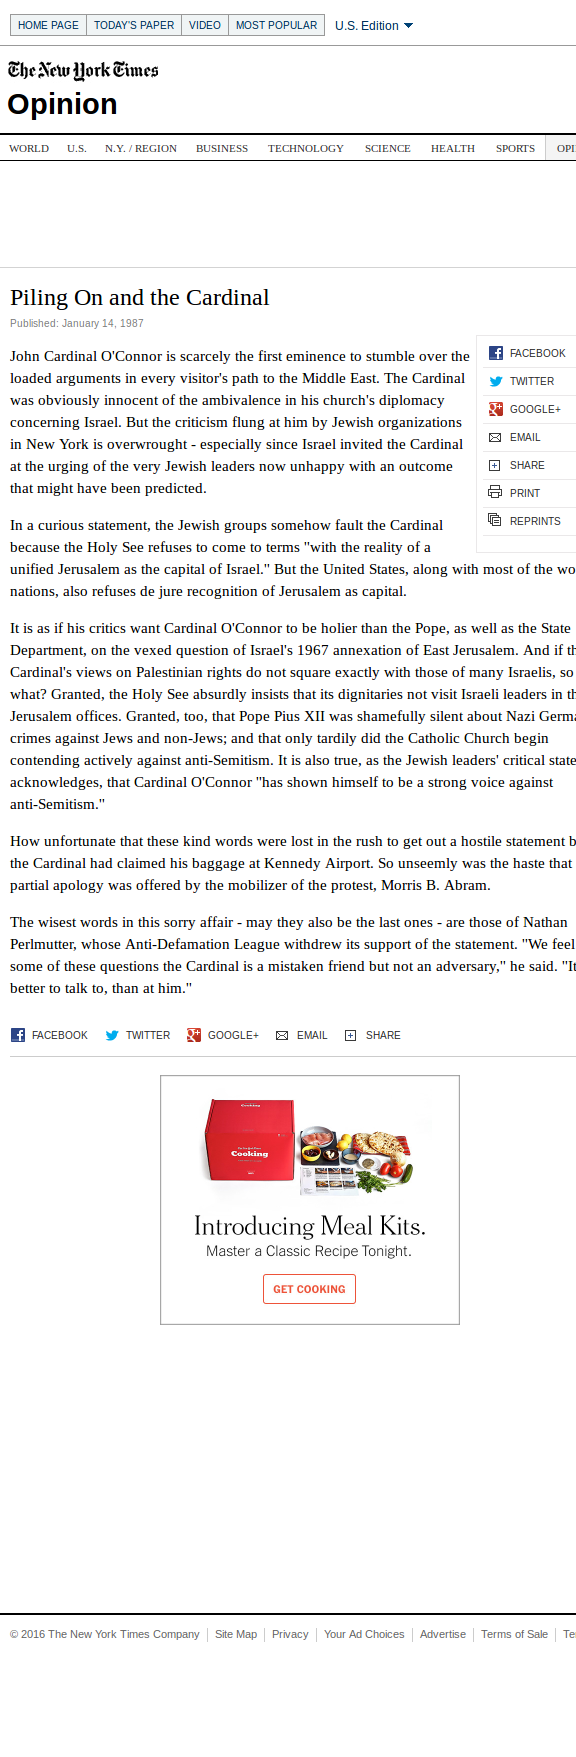 HOME PAGE TODAY'S PAPER VIDEO MOST POPULAR U.S. Edition
The New York Times
Opinion
WORLD U.S. N.Y. / REGION BUSINESS TECHNOLOGY SCIENCE HEALTH SPORTS
Piling On and the Cardinal
Published: January 14, 1987
John Cardinal O'Connor is scarcely the first eminence to stumble over the
loaded arguments in every visitor's path to the Middle East. The Cardinal
was obviously innocent of the ambivalence in his church's diplomacy
concerning Israel. But the criticism flung at him by Jewish organizations
in New York is overwrought - especially since Israel invited the Cardinal
at the urging of the very Jewish leaders now unhappy with an outcome
that might have been predicted.
FACEBOOK
TWITTER
GOOGLE+
EMAIL
SHARE
PRINT
REPRINTS
In a curious statement, the Jewish groups somehow fault the Cardinal
because the Holy See refuses to come to terms "with the reality of a
unified Jerusalem as the capital of Israel." But the United States, along with most of the
nations, also refuses de jure recognition of Jerusalem as capital.
It is as if his critics want Cardinal O'Connor to be holier than the Pope, as well as the State
Department, on the vexed question of Israel's 1967 annexation of East Jerusalem. And if
Cardinal's views on Palestinian rights do not square exactly with those of many Israelis, so
what? Granted, the Holy See absurdly insists that its dignitaries not visit Israeli leaders in
Jerusalem offices. Granted, too, that Pope Pius XII was shamefully silent about Nazi
crimes against Jews and non-Jews; and that only tardily did the Catholic Church begin
contending actively against anti-Semitism. It is also true, as the Jewish leaders' critical
acknowledges, that Cardinal O'Connor "has shown himself to be a strong voice against
anti-Semitism."
How unfortunate that these kind words were lost in the rush to get out a hostile statement
the Cardinal had claimed his baggage at Kennedy Airport. So unseemly was the haste that
partial apology was offered by the mobilizer of the protest, Morris B. Abram.
The wisest words in this sorry affair - may they also be the last ones - are those of Nathan
Perlmutter, whose Anti-Defamation League withdrew its support of the statement. "We feel
some of these questions the Cardinal is a mistaken friend but not an adversary," he said.
better to talk to, than at him."
FACEBOOK TWITTER GOOGLE+ EMAIL SHARE
Cooking
Introducing Meal Kits.
Master a Classic Recipe Tonight.
GET COOKING
© 2016 The New York Times Company Site Map Privacy Your Ad Choices Advertise Terms of Sale